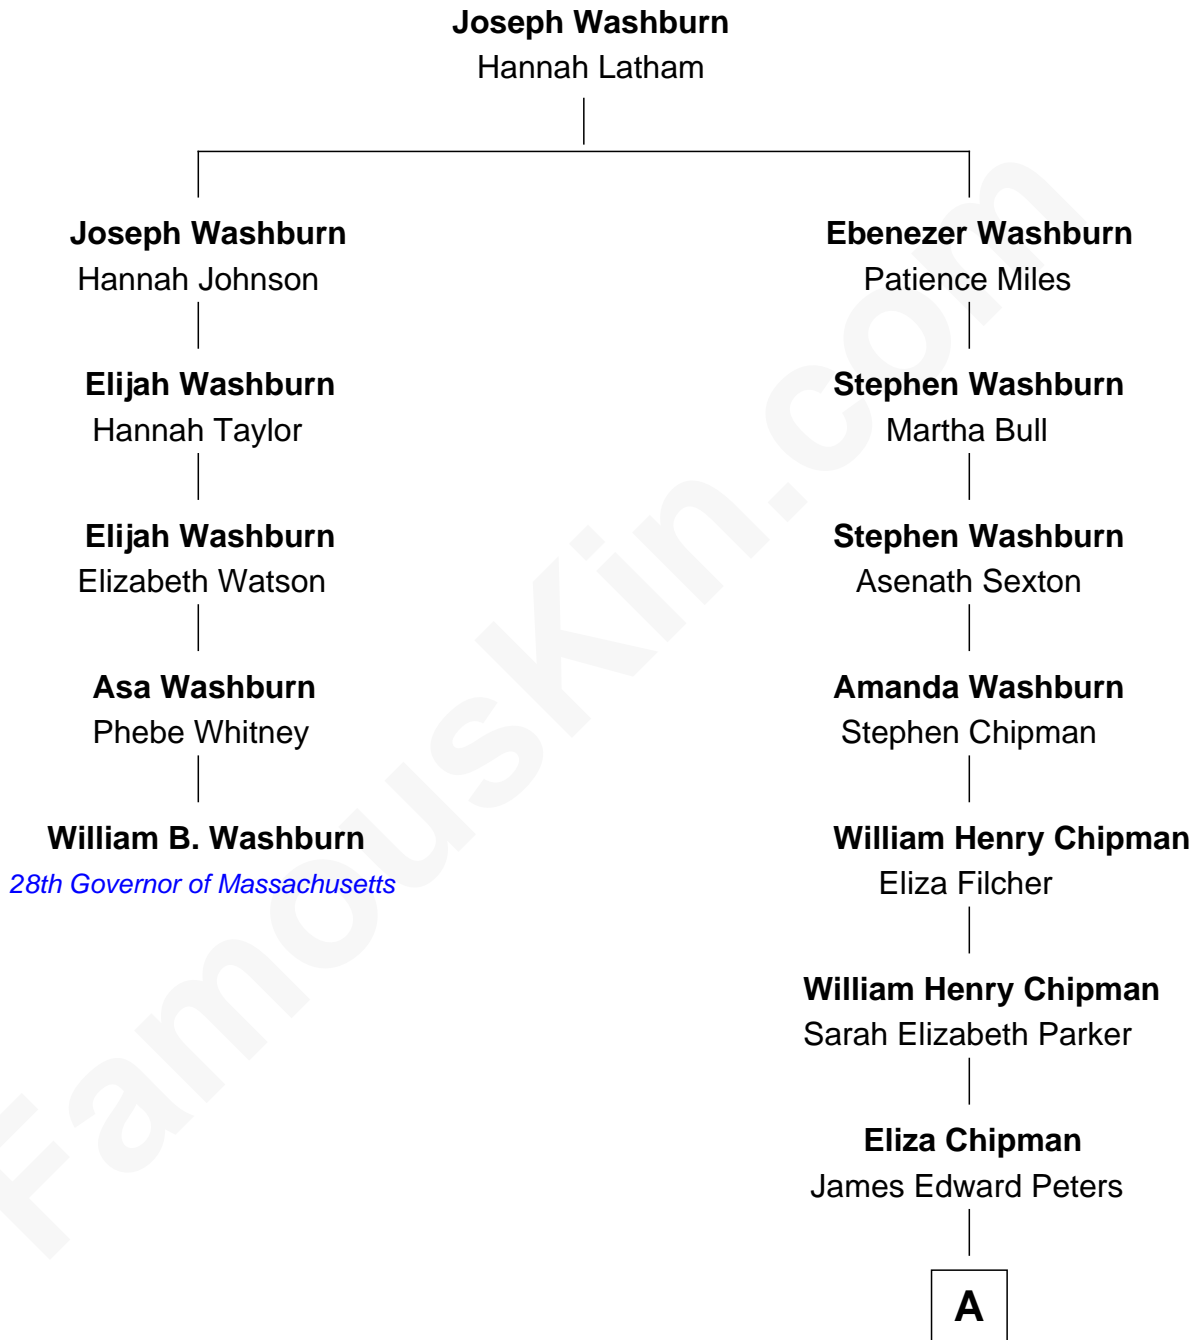 Joseph Washburn
Hannah Latham
Joseph Washburn
Hannah Johnson
Elijah Washburn
Hannah Taylor
Elijah Washburn
Elizabeth Watson
Asa Washburn
Phebe Whitney
William B. Washburn
28th Governor of Massachusetts
Ebenezer Washburn
Patience Miles
Stephen Washburn
Martha Bull
Stephen Washburn
Asenath Sexton
Amanda Washburn
Stephen Chipman
William Henry Chipman
Eliza Filcher
William Henry Chipman
Sarah Elizabeth Parker
Eliza Chipman
James Edward Peters
A
FamousKin.com